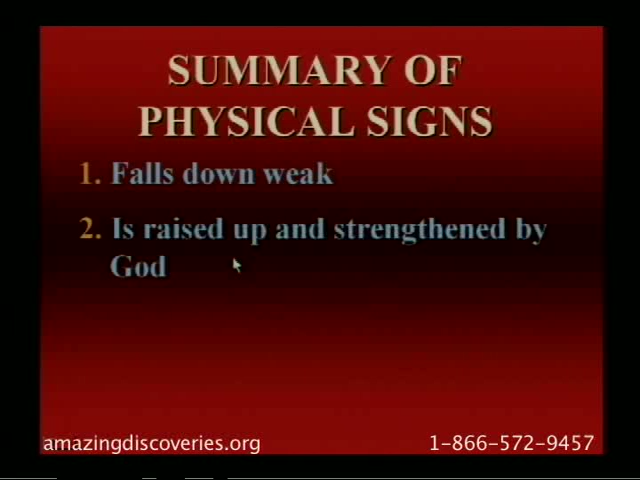 SUMMARY OF
PHYSICAL SIGNS
1. Falls down weak
2. Is raised up and strengthened by
God
amazingdiscoveries.org
1-866-572-9457